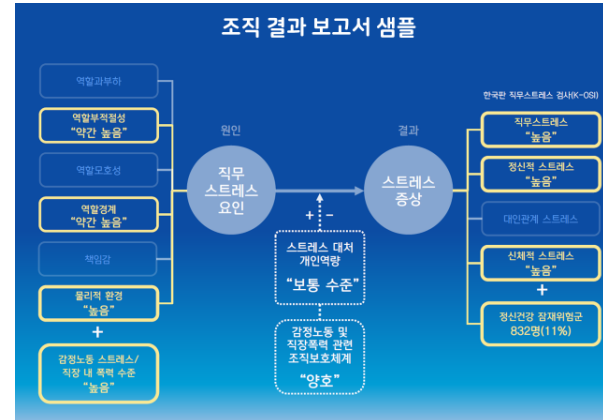 조직 결과 보고서 샘플
역할과부하
역할부적절성
“약간 높음”
역할모호성
역할경계
“약간 높음”
책임감
물리적 환경
“높음”
+
감정노동 스트레스/
직장 내 폭력 수준
“높음”
원인
직무
스트레스
요인
+ −
스트레스 대처
개인역량
“보통 수준”
감정노동 및
직장폭력 관련
조직보호체계
“양호”
결과
스트레스
증상
한국판 직무스트레스 검사(K-OSI)
직무스트레스
“높음”
정신적 스트레스
“높음”
대인관계 스트레스
신체적 스트레스
“높음”
+
정신건강 잠재위험군
832명(11%)